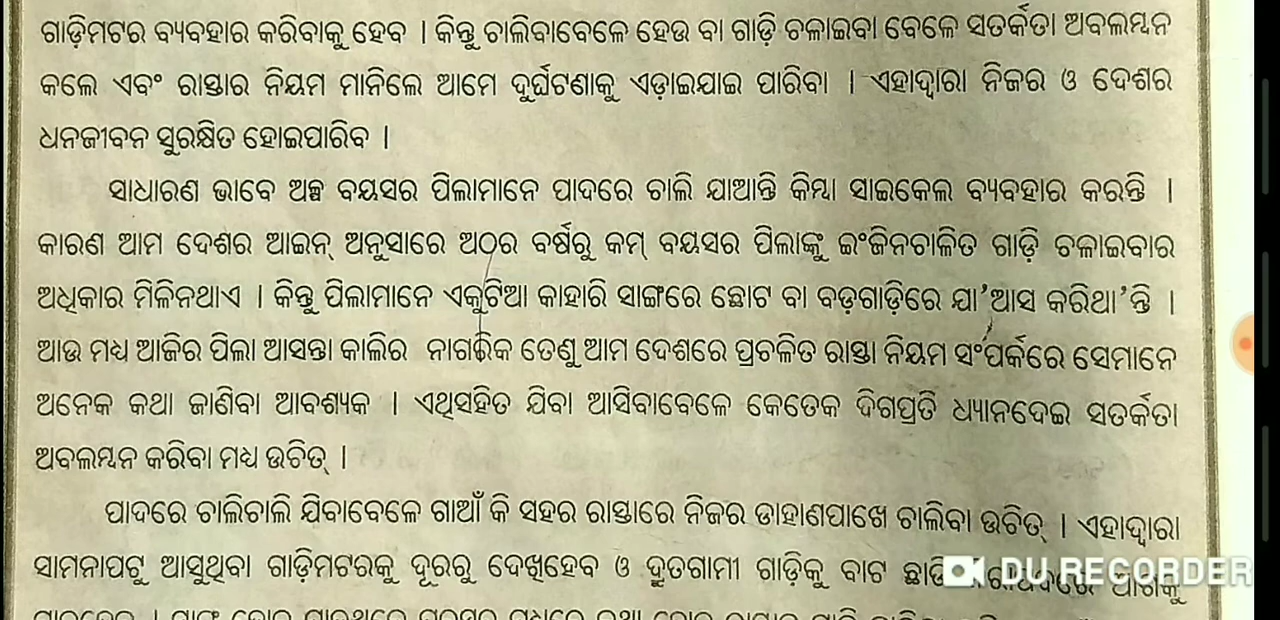 ଗାଡ଼ିମଟର ବ୍ୟବହାର କରିବାକୁ ହେବ । କିନ୍ତୁ ଚାଲିବାବେଳେ ହେଉ ବା ଗାଡ଼ି ଚଳାଇବା ବେଳେ ସତର୍କତା ଅବଲମ୍ବନ
କଲେ ଏବଂ ରାସ୍ତାର ନିୟମ ମାନିଲେ ଆମେ ଦୁର୍ଘଟଣାକୁ ଏଡ଼ାଇଯାଇ ପାରିବା । ଏହାଦ୍ୱାରା ନିଜର ଓ ଦେଶର
ଧନଜୀବନ ସୁରକ୍ଷିତ ହୋଇପାରିବ ।
ସାଧାରଣ ଭାବେ ଅଳ୍ପ ବୟସର ପିଲାମାନେ ପାଦରେ ଚାଲି ଯାଆନ୍ତି କିମ୍ବା ସାଇକେଲ ବ୍ୟବହାର କରନ୍ତି ।
କାରଣ ଆମ ଦେଶର ଆଇନ୍ ଅନୁସାରେ ଅଠର ବର୍ଷରୁ କମ୍ ବୟସର ପିଲାଙ୍କୁ ଇଂଜିନଚାଳିତ ଗାଡ଼ି ଚଳାଇବାର
ଅଧିକାର ମିଳିନଥାଏ । କିନ୍ତୁ ପିଲାମାନେ ଏକୁଟିଆ କାହାରି ସାଙ୍ଗରେ ଛୋଟ ବା ବଡ଼ଗାଡ଼ିରେ ଯା’ଆସ କରିଥା’ନ୍ତି ।
ଆଉ ମଧ୍ୟ ଆଜିର ପିଲା ଆସନ୍ତା କାଲିର ନାଗରିକ ତେଣୁ ଆମ ଦେଶରେ ପ୍ରଚଳିତ ରାସ୍ତା ନିୟମ ସଂପର୍କରେ ସେମାନେ
ଅନେକ କଥା ଜାଣିବା ଆବଶ୍ୟକ । ଏଥିସହିତ ଯିବା ଆସିବାବେଳେ କେତେକ ଦିଗପ୍ରତି ଧ୍ୟାନଦେଇ ସତର୍କତା
ଅବଲମ୍ବନ କରିବା ମଧ୍ୟ ଉଚିତ୍ ।
ପାଦରେ ଚାଲିଚାଲି ଯିବାବେଳେ ଗାଆଁ କି ସହର ରାସ୍ତାରେ ନିଜର ଡାହାଣପାଖେ ଚାଲିବା ଉଚିତ୍ । ଏହାଦ୍ୱାରା
ସାମନାପଟୁ ଆସୁଥିବା ଗାଡ଼ିମଟରକୁ ଦୂରରୁ ଦେଖିହେବ ଓ ଦ୍ରୁତଗାମୀ ଗାଡ଼ିକୁ ବାଟ ଆଗକୁ
DU RECORDER